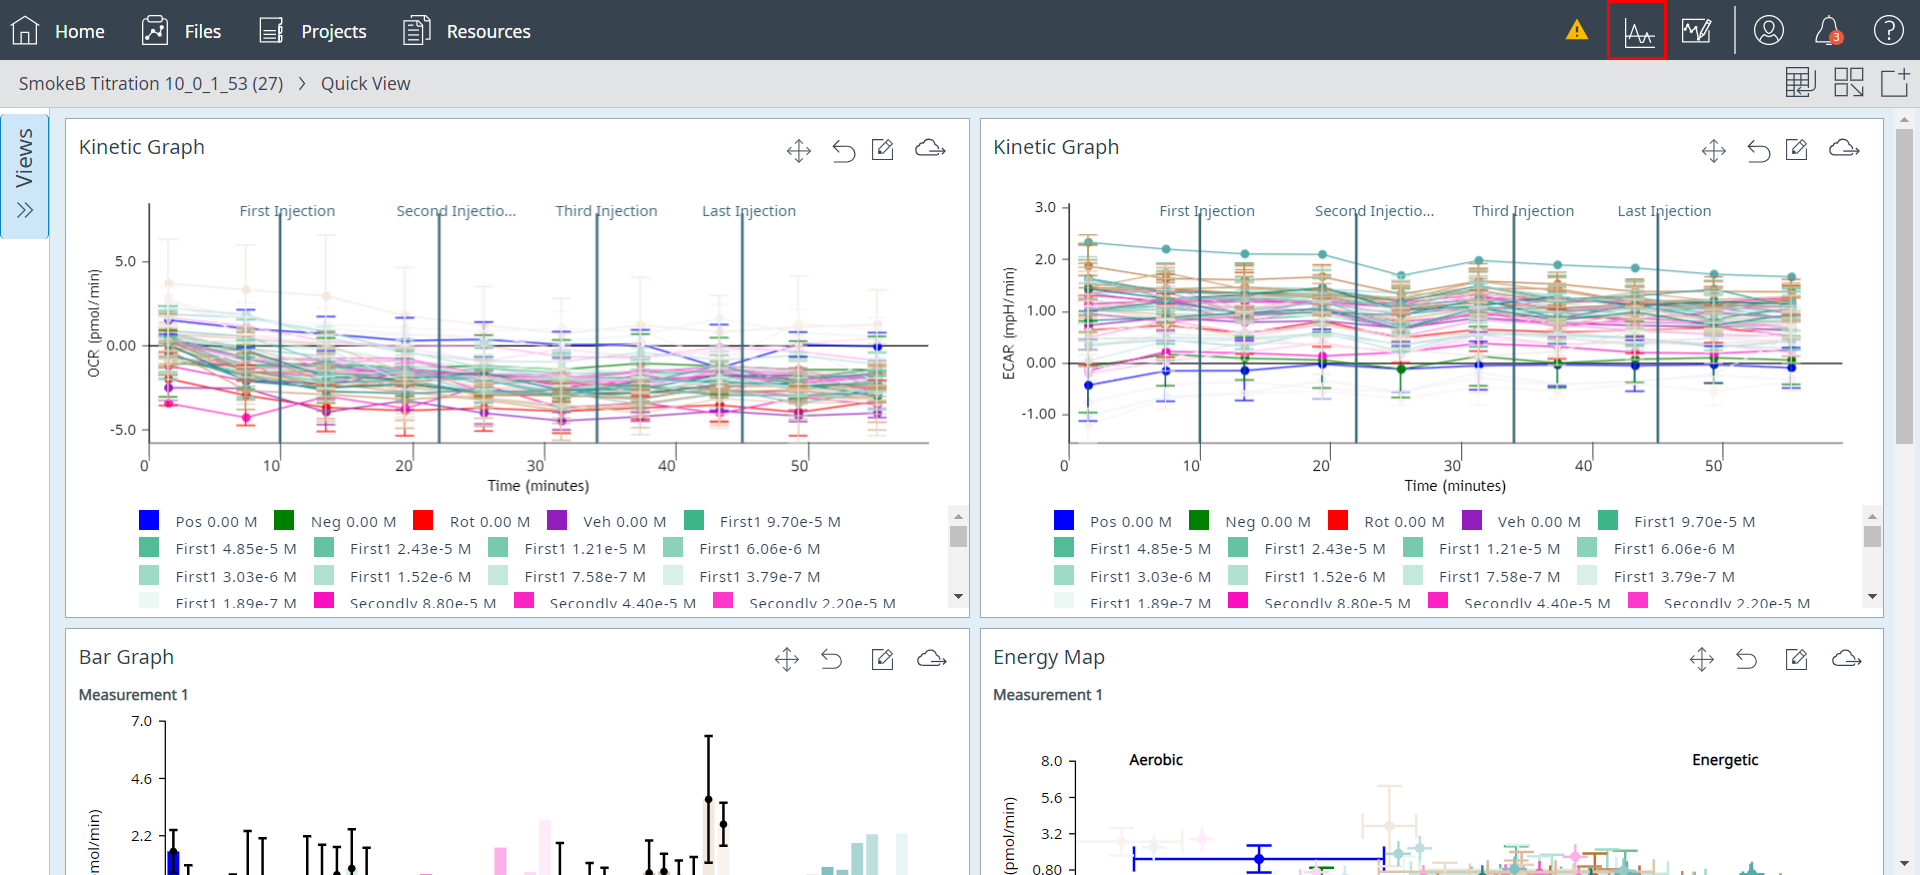 Home Files Projects Resources 3
SmokeB Titration 10_0_1_53 (27) > Quick View
Views
Kinetic Graph
First Injection Second Injectio... Third Injection Last Injection
OCR (pmol/min)
5.0
0.00
-5.0
0 10 20 30 40 50
Time (minutes)
Pos 0.00 M Neg 0.00 M Rot 0.00 M Veh 0.00 M First1 9.70e-5 M
First1 4.85e-5 M First1 2.43e-5 M First1 1.21e-5 M First1 6.06e-6 M
First1 3.03e-6 M First1 1.52e-6 M First1 7.58e-7 M First1 3.79e-7 M
First1 1.89e-7 M Secondly 8.80e-5 M Secondly 4.40e-5 M Secondly 2.20e-5 M
Kinetic Graph
First Injection Second Injectio... Third Injection Last Injection
ECAR (mpH/min)
3.0
2.0
1.00
0.00
-1.00
0 10 20 30 40 50
Time (minutes)
Pos 0.00 M Neg 0.00 M Rot 0.00 M Veh 0.00 M First1 9.70e-5 M
First1 4.85e-5 M First1 2.43e-5 M First1 1.21e-5 M First1 6.06e-6 M
First1 3.03e-6 M First1 1.52e-6 M First1 7.58e-7 M First1 3.79e-7 M
First1 1.89e-7 M Secondly 8.80e-5 M Secondly 4.40e-5 M Secondly 2.20e-5 M
Bar Graph
Measurement 1
7.0
4.6
2.2
mol/min)
Energy Map
Measurement 1
Aerobic Energetic
8.0
5.6
3.2
0.80
(pmol/min)